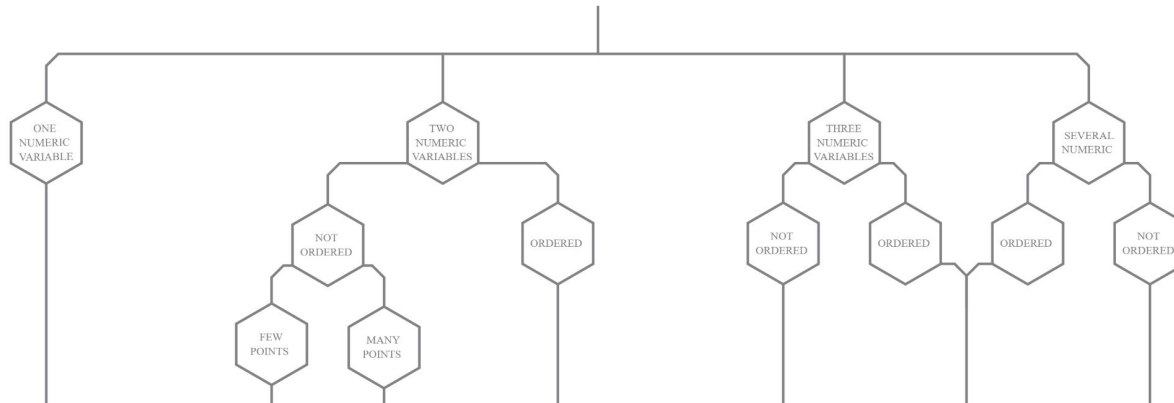 ONE
NUMERIC
VARIABLE
TWO
NUMERIC
VARIABLES
THREE
NUMERIC
VARIABLES
SEVERAL
NUMERIC
NOT
ORDERED
ORDERED
NOT
ORDERED
ORDERED
ORDERED
NOT
ORDERED
FEW
POINTS
MANY
POINTS